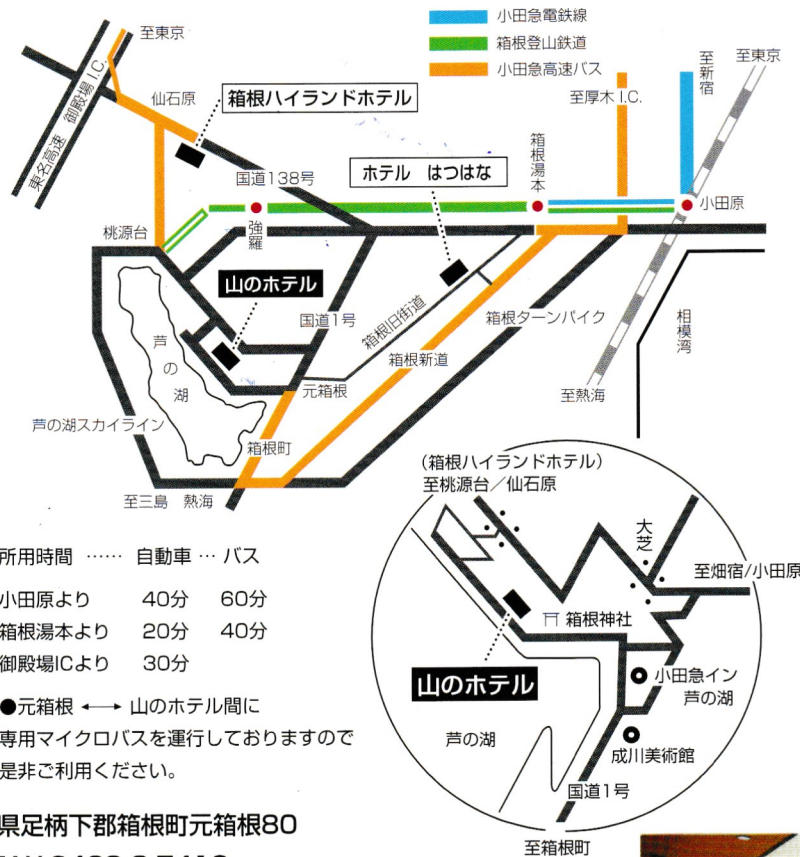 小田急電鉄線
箱根登山鉄道
小田急高速バス
至東京
東名高速 御殿場 I.C.
仙石原
箱根ハイランドホテル
国道138号
ホテル はつはな
箱根湯本
至厚木 I.C.
至新宿
至東京
小田原
桃源台
強羅
山のホテル
国道1号
箱根旧街道
箱根ターンパイク
相模湾
芦の湖
箱根新道
元箱根
至熱海
芦の湖スカイライン
箱根町
至三島 熱海
(箱根ハイランドホテル)
至桃源台/仙石原
大芝
至畑宿/小田原
箱根神社
山のホテル
小田急イン
芦の湖
芦の湖
成川美術館
国道1号
至箱根町
所用時間 …… 自動車 … バス
小田原より 40分 60分
箱根湯本より 20分 40分
御殿場ICより 30分
●元箱根 ←→ 山のホテル間に
専用マイクロバスを運行しておりますので
是非ご利用ください。
県足柄下郡箱根町元箱根80